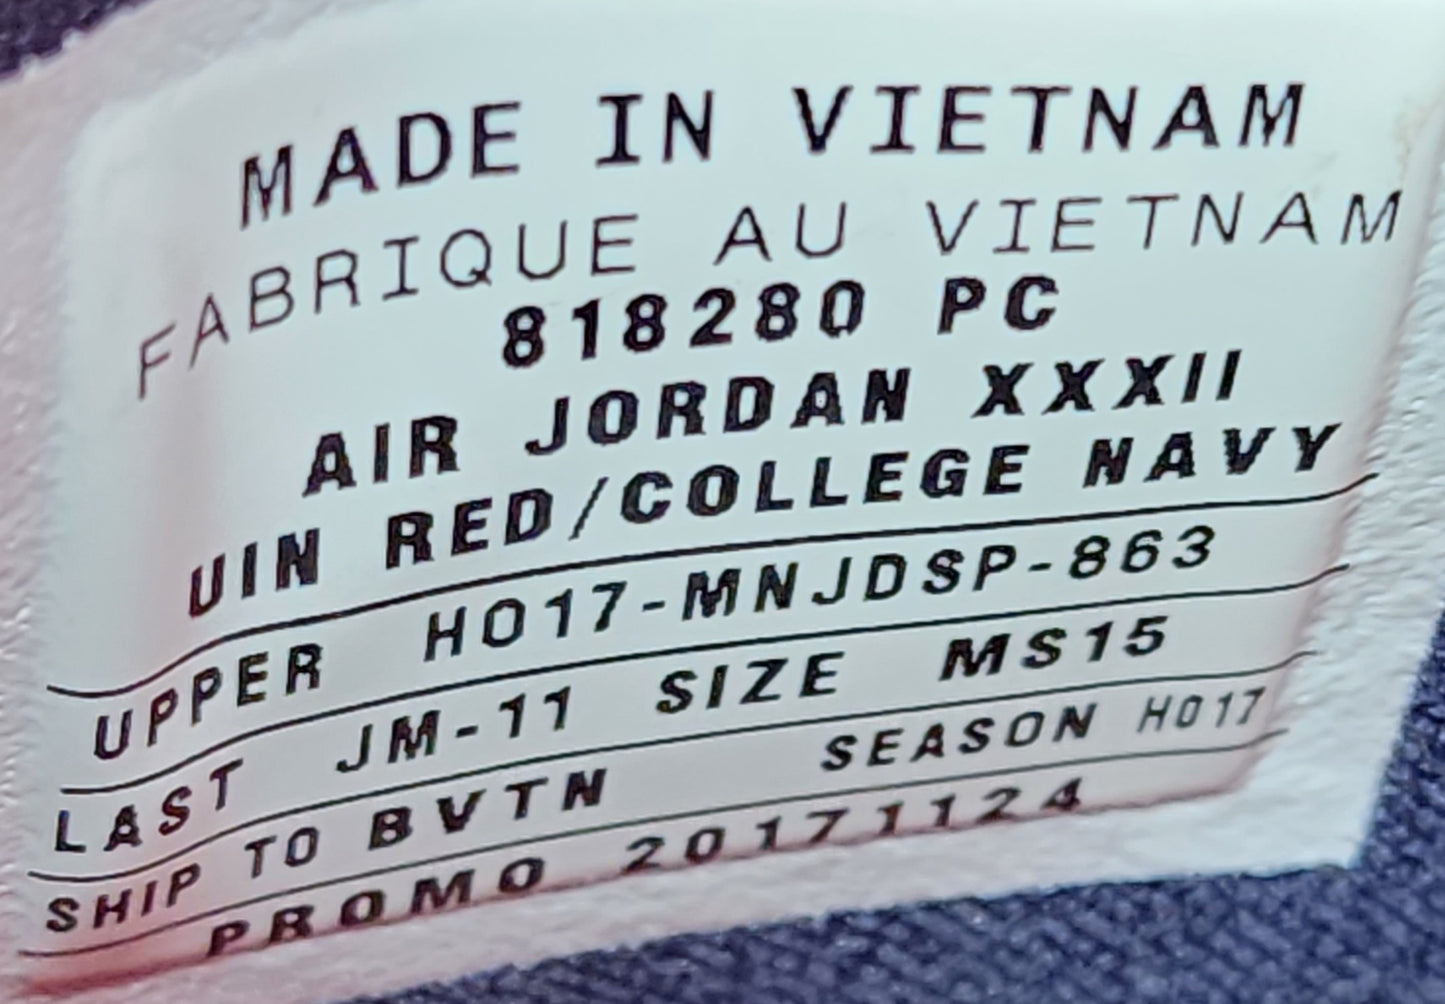 MADE IN VIETNAM
FABRIQUE AU VIETNAM
818280 PC
AIR JORDAN XXXII
UIN RED/COLLEGE NAVY
UPPER HO17-MNJDSP-863
LAST JM-11 SIZE MS15
SHIP TO BVTN SEASON HO17
PROMO 20171124